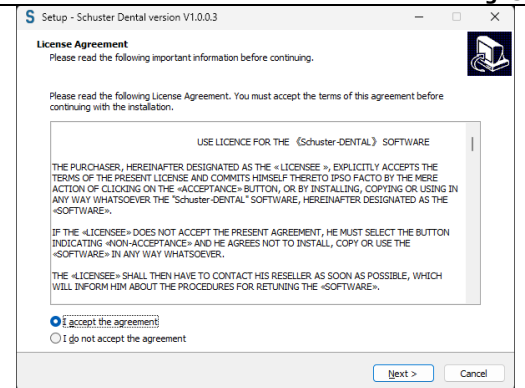 S Setup - Schuster Dental version V1.0.0.3
License Agreement
Please read the following important information before continuing.
Please read the following License Agreement. You must accept the terms of this agreement before
continuing with the installation.
USE LICENCE FOR THE 《Schuster-DENTAL》 SOFTWARE
THE PURCHASER, HEREINAFTER DESIGNATED AS THE « LICENSEE », EXPLICITLY ACCEPTS THE
TERMS OF THE PRESENT LICENSE AND COMMITS HIMSELF THERETO IPSO FACTO BY THE MERE
ACTION OF CLICKING ON THE «ACCEPTANCE» BUTTON, OR BY INSTALLING, COPYING OR USING IN
ANY WAY WHATSOEVER THE "Schuster-DENTAL" SOFTWARE, HEREINAFTER DESIGNATED AS THE
«SOFTWARE».
IF THE «LICENSEE» DOES NOT ACCEPT THE PRESENT AGREEMENT, HE MUST SELECT THE BUTTON
INDICATING «NON-ACCEPTANCE» AND HE AGREES NOT TO INSTALL, COPY OR USE THE
«SOFTWARE» IN ANY WAY WHATSOEVER.
THE «LICENSEE» SHALL THEN HAVE TO CONTACT HIS RESELLER AS SOON AS POSSIBLE, WHICH
WILL INFORM HIM ABOUT THE PROCEDURES FOR RETUNING THE «SOFTWARE».
I accept the agreement
I do not accept the agreement
Next >
Cancel